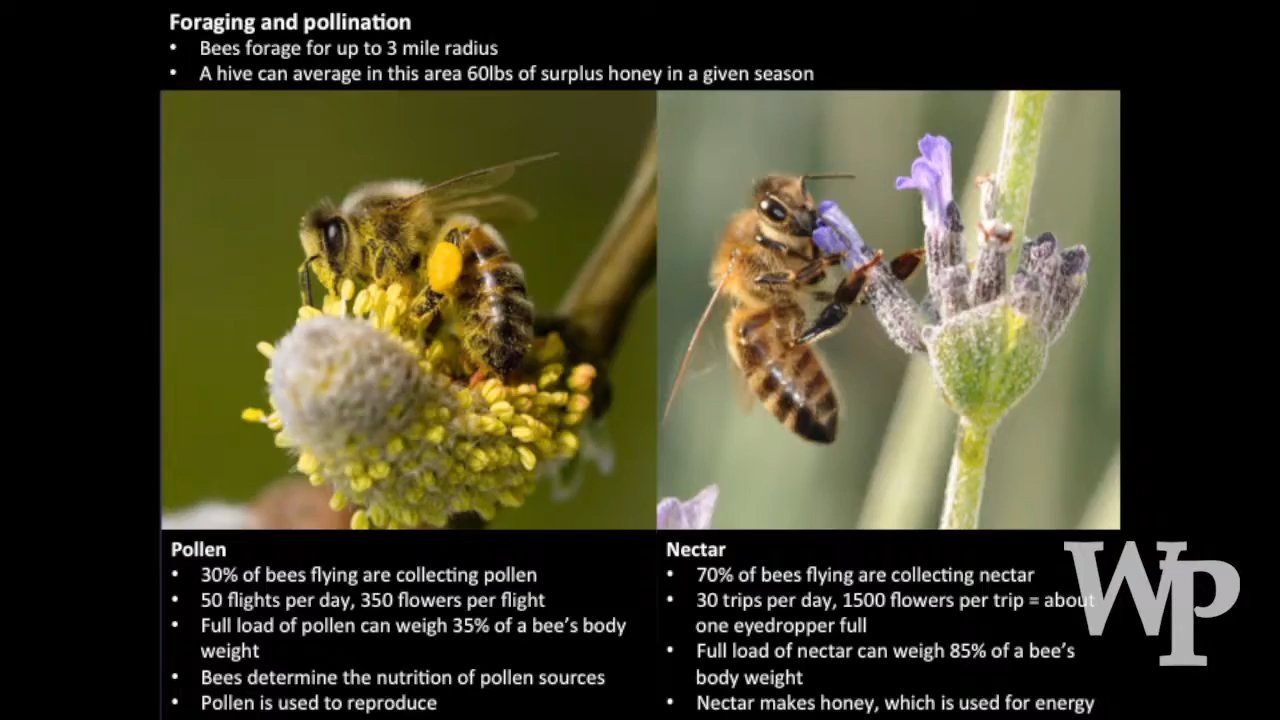 Foraging and pollination
• Bees forage for up to 3 mile radius
• A hive can average in this area 60lbs of surplus honey in a given season
Pollen
• 30% of bees flying are collecting pollen
• 50 flights per day, 350 flowers per flight
• Full load of pollen can weigh 35% of a bee’s body
weight
• Bees determine the nutrition of pollen sources
• Pollen is used to reproduce
Nectar
• 70% of bees flying are collecting nectar
• 30 trips per day, 1500 flowers per trip = about
one eyedropper full
• Full load of nectar can weigh 85% of a bee’s
body weight
• Nectar makes honey, which is used for energy
WP